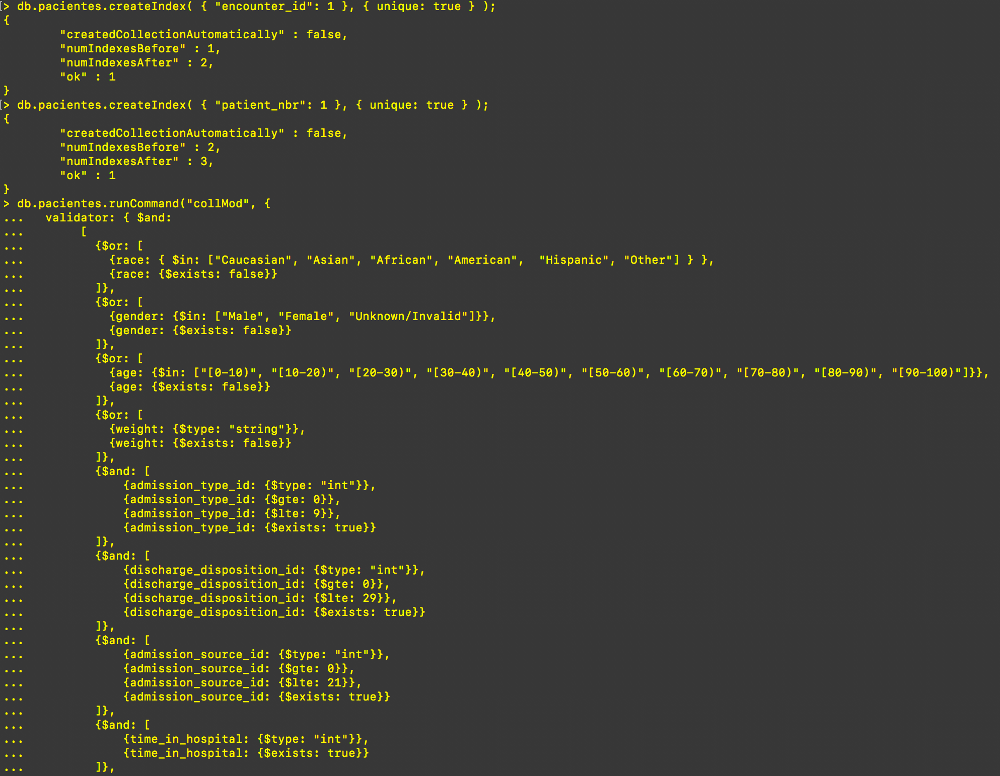 > db.pacientes.createIndex( { "encounter_id": 1 }, { unique: true } );
{
        "createdCollectionAutomatically" : false,
        "numIndexesBefore" : 1,
        "numIndexesAfter" : 2,
        "ok" : 1
}
> db.pacientes.createIndex( { "patient_nbr": 1 }, { unique: true } );
{
        "createdCollectionAutomatically" : false,
        "numIndexesBefore" : 2,
        "numIndexesAfter" : 3,
        "ok" : 1
}
> db.pacientes.runCommand("collMod", {
...   validator: { $and:
...        [
...          {$or: [
...            {race: { $in: ["Caucasian", "Asian", "African", "American",  "Hispanic", "Other"] } },
...            {race: {$exists: false}}
...          ]},
...          {$or: [
...            {gender: {$in: ["Male", "Female", "Unknown/Invalid"]}},
...            {gender: {$exists: false}}
...          ]},
...          {$or: [
...            {age: {$in: ["[0-10)", "[10-20)", "[20-30)", "[30-40)", "[40-50)", "[50-60)", "[60-70)", "[70-80)", "[80-90)", "[90-100)"]}},
...            {age: {$exists: false}}
...          ]},
...          {$or: [
...            {weight: {$type: "string"}},
...            {weight: {$exists: false}}
...          ]},
...          {$and: [
...              {admission_type_id: {$type: "int"}},
...              {admission_type_id: {$gte: 0}},
...              {admission_type_id: {$lte: 9}},
...              {admission_type_id: {$exists: true}}
...          ]},
...          {$and: [
...              {discharge_disposition_id: {$type: "int"}},
...              {discharge_disposition_id: {$gte: 0}},
...              {discharge_disposition_id: {$lte: 29}},
...              {discharge_disposition_id: {$exists: true}}
...          ]},
...          {$and: [
...              {admission_source_id: {$type: "int"}},
...              {admission_source_id: {$gte: 0}},
...              {admission_source_id: {$lte: 21}},
...              {admission_source_id: {$exists: true}}
...          ]},
...          {$and: [
...              {time_in_hospital: {$type: "int"}},
...              {time_in_hospital: {$exists: true}}
...          ]},